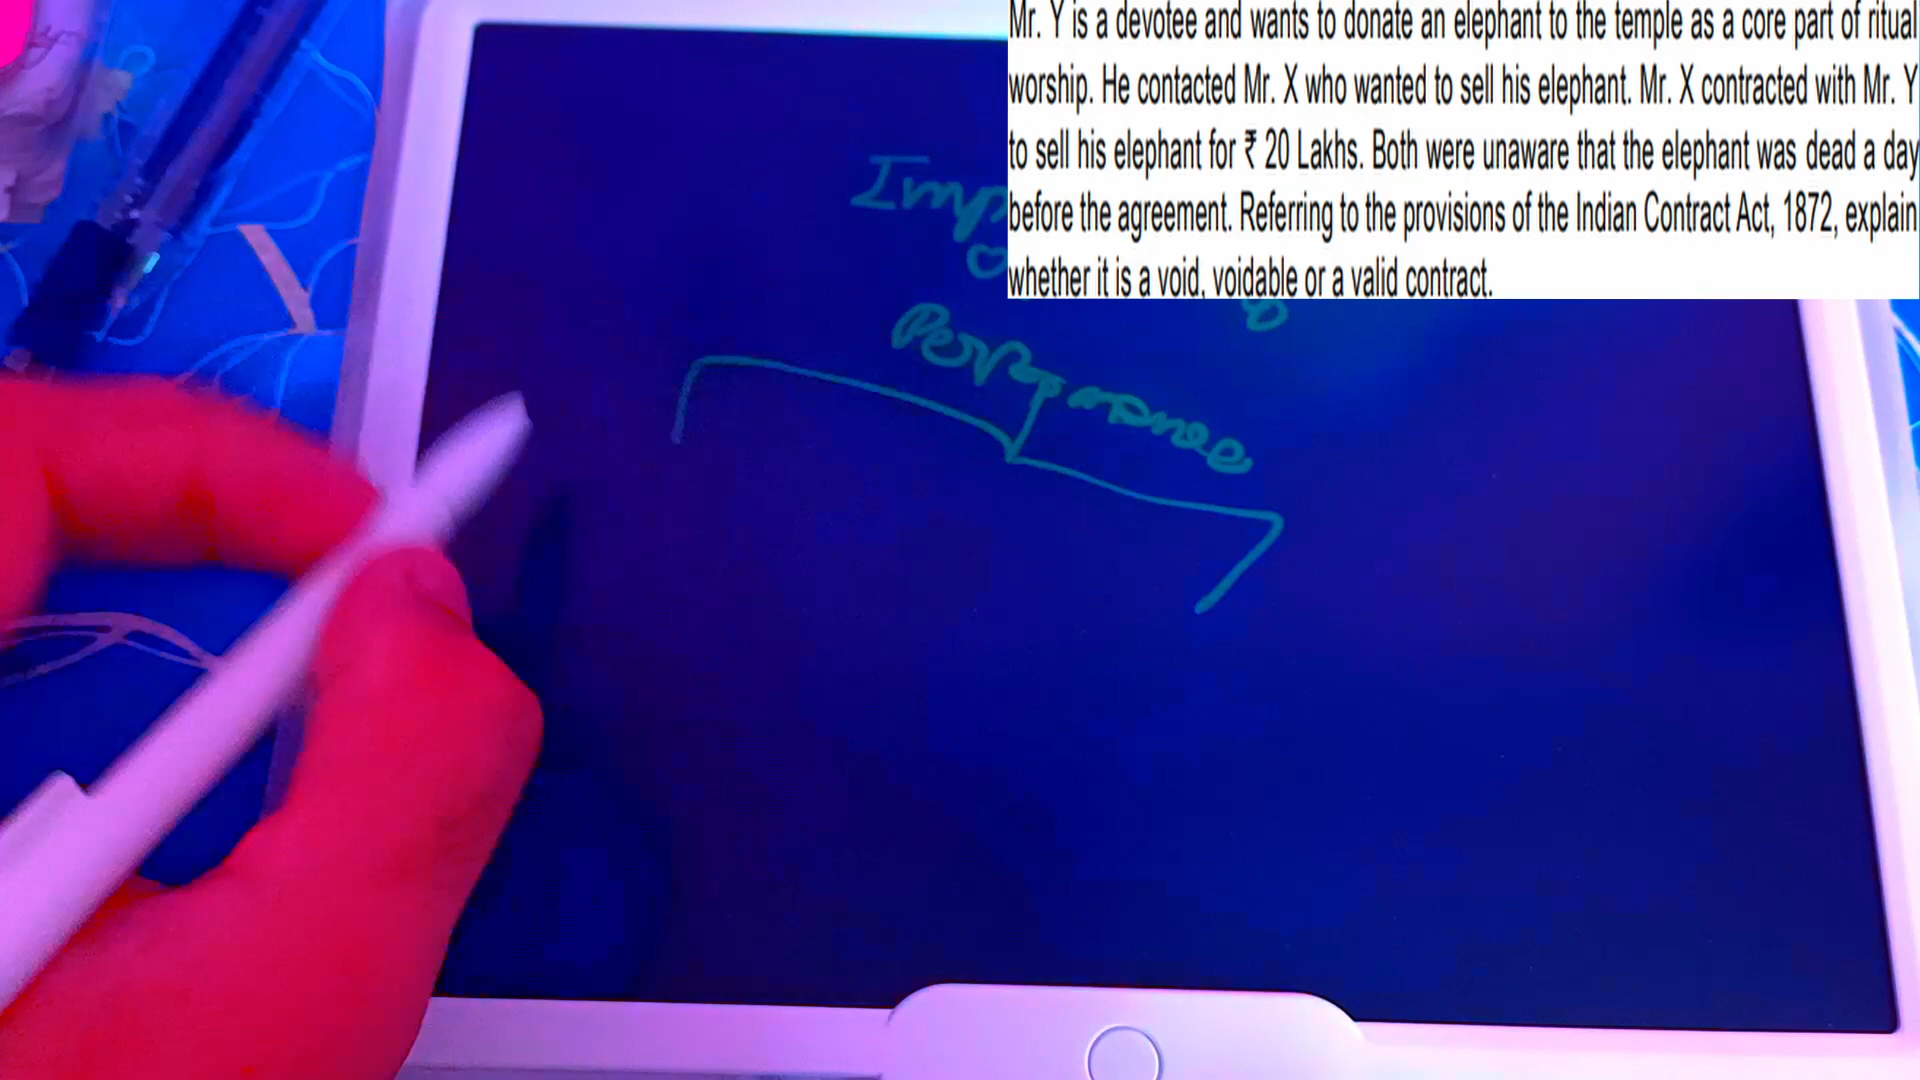 Mr. Y is a devotee and wants to donate an elephant to the temple as a core part of ritual
worship. He contacted Mr. X who wanted to sell his elephant. Mr. X contracted with Mr. Y
to sell his elephant for ₹ 20 Lakhs. Both were unaware that the elephant was dead a day
before the agreement. Referring to the provisions of the Indian Contract Act, 1872, explain
whether it is a void, voidable or a valid contract.
Imp